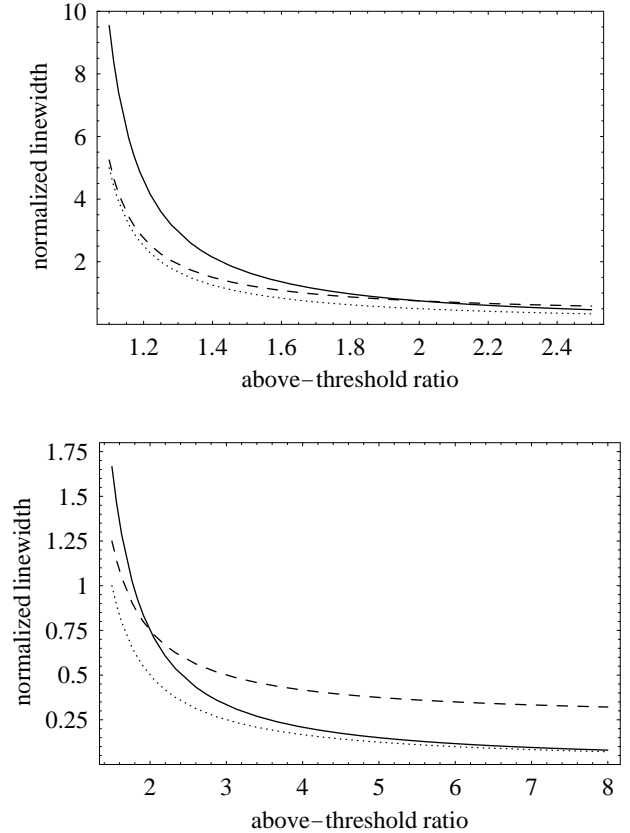 10
8
6
4
2
normalized linewidth
1.2 1.4 1.6 1.8 2 2.2 2.4
above−threshold ratio
1.75
1.5
1.25
1
0.75
0.5
0.25
normalized linewidth
2 3 4 5 6 7 8
above−threshold ratio